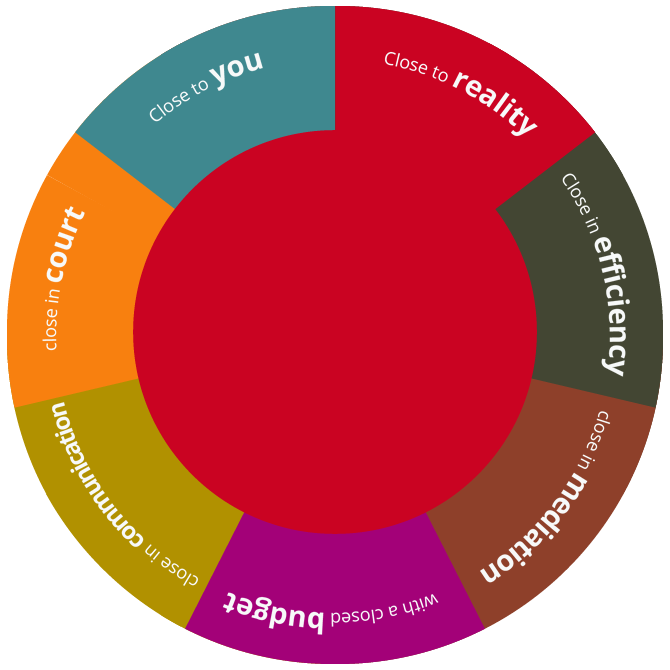 Close to reality
Close in efficiency
close in mediation
with a closed budget
close in communication
close in court
Close to you